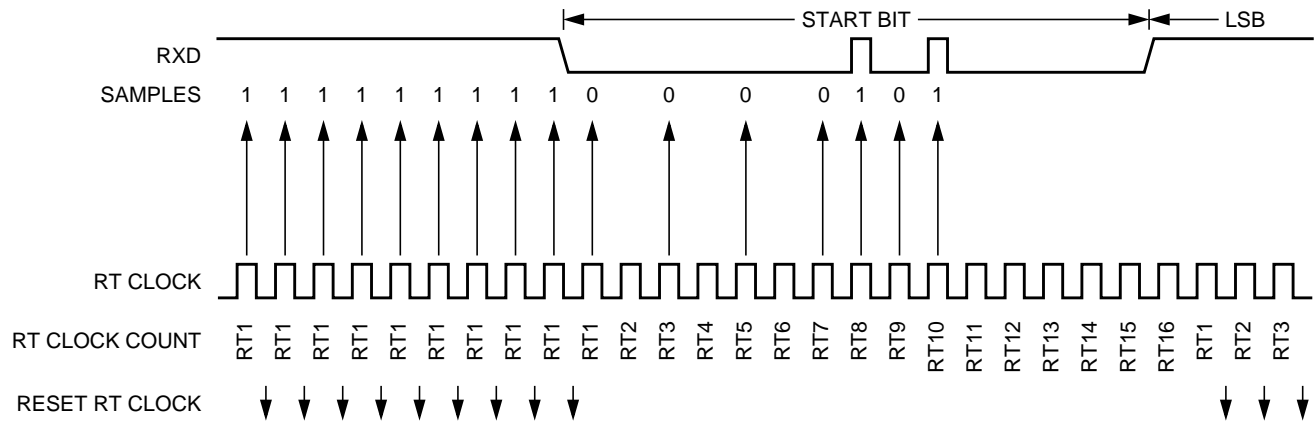 START BIT
LSB
RXD
SAMPLES 1 1 1 1 1 1 1 1 1 0 0 0 0 1 0 1
RT CLOCK
RT CLOCK COUNT RT1 RT1 RT1 RT1 RT1 RT1 RT1 RT1 RT1 RT1 RT2 RT3 RT4 RT5 RT6 RT7 RT8 RT9 RT10 RT11 RT12 RT13 RT14 RT15 RT16 RT1 RT2 RT3
RESET RT CLOCK